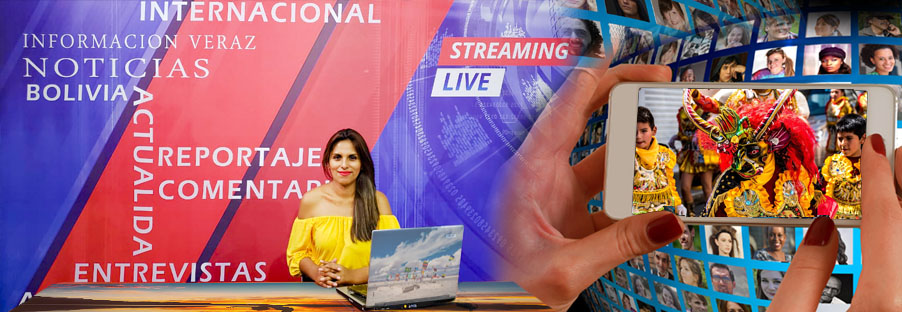 INTERNACIONAL
INFORMACION VERAZ
NOTICIAS
BOLIVIA
ACTUALIDA
REPORTAJE
COMENTAR
ENTREVISTAS
STREAMING
LIVE